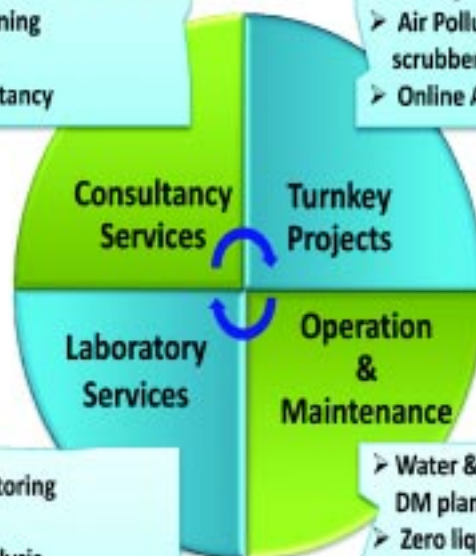 ning
tancy
➢ Air Pollu
scrubber
➢ Online A
Consultancy
Services
Turnkey
Projects
Laboratory
Services
Operation
&
Maintenance
toring
lysis
➢ Water &
DM plan
➢ Zero liq